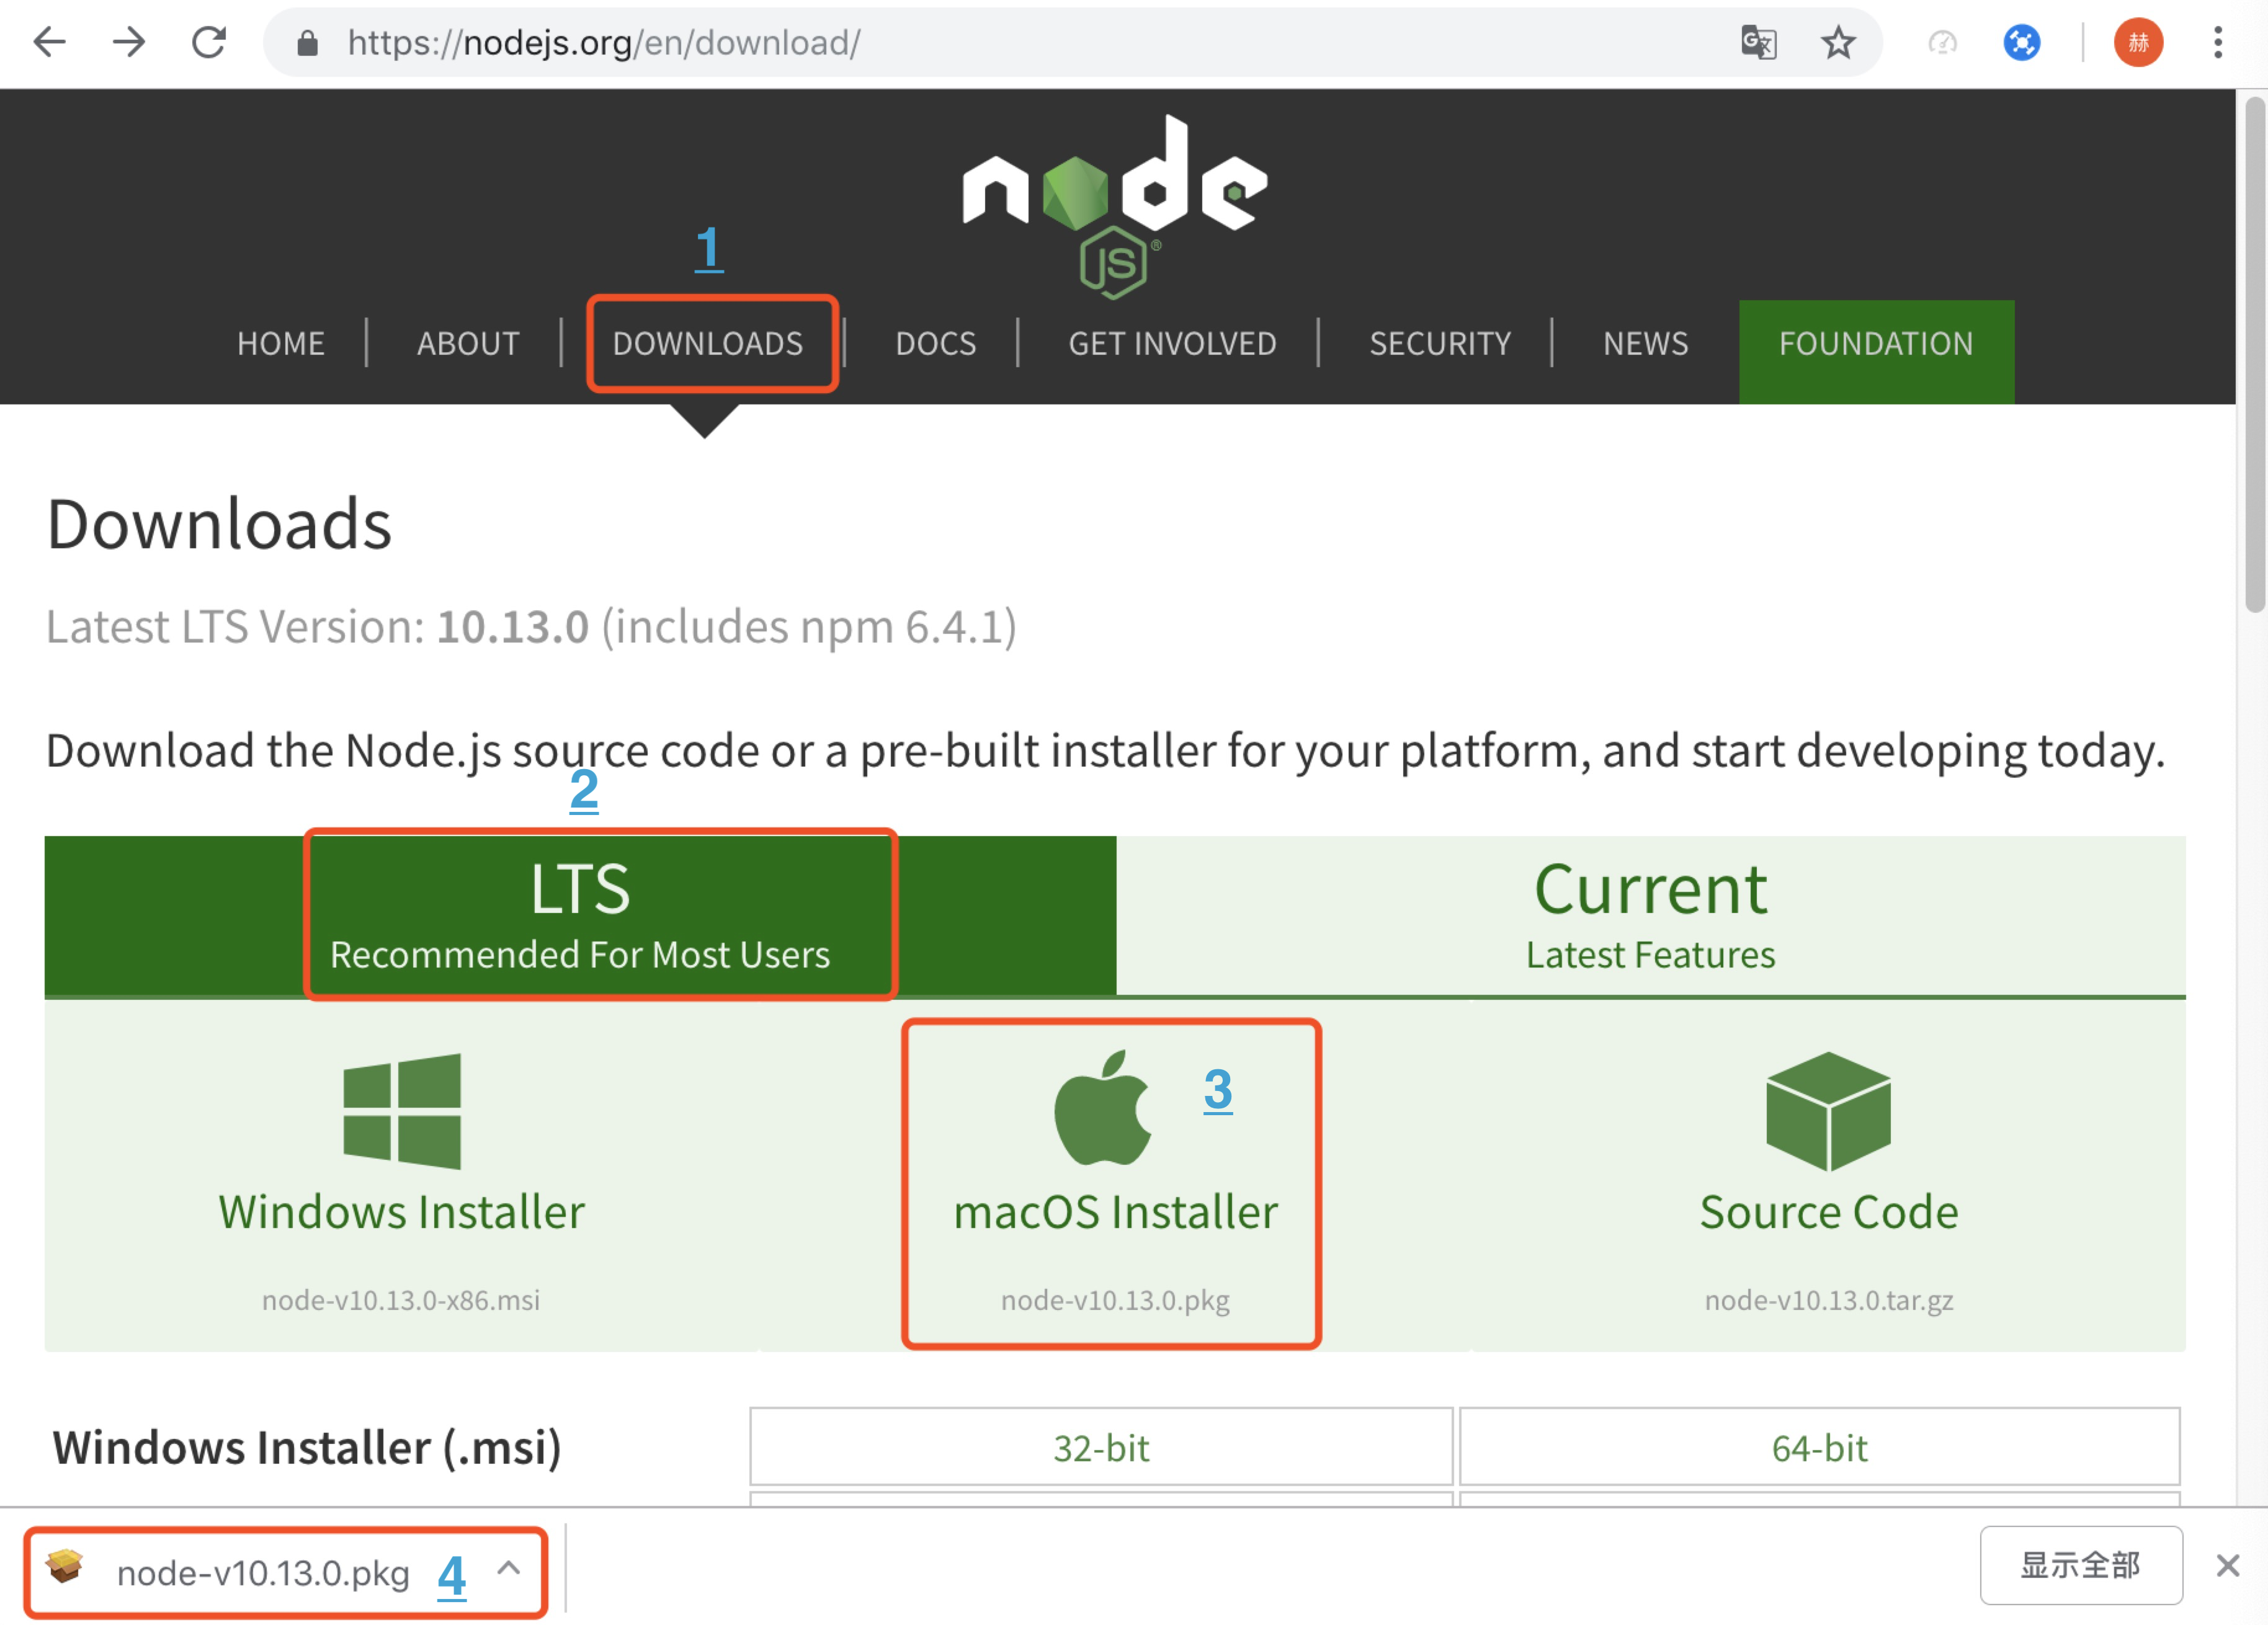 https://nodejs.org/en/download/
赫
node
JS®
1
HOME | ABOUT | DOWNLOADS | DOCS | GET INVOLVED | SECURITY | NEWS FOUNDATION
Downloads
Latest LTS Version: 10.13.0 (includes npm 6.4.1)
Download the Node.js source code or a pre-built installer for your platform, and start developing today.
2
LTS
Recommended For Most Users
Current
Latest Features
3
Windows Installer
node-v10.13.0-x86.msi
macOS Installer
node-v10.13.0.pkg
Source Code
node-v10.13.0.tar.gz
Windows Installer (.msi) 32-bit 64-bit
node-v10.13.0.pkg 4 显示全部